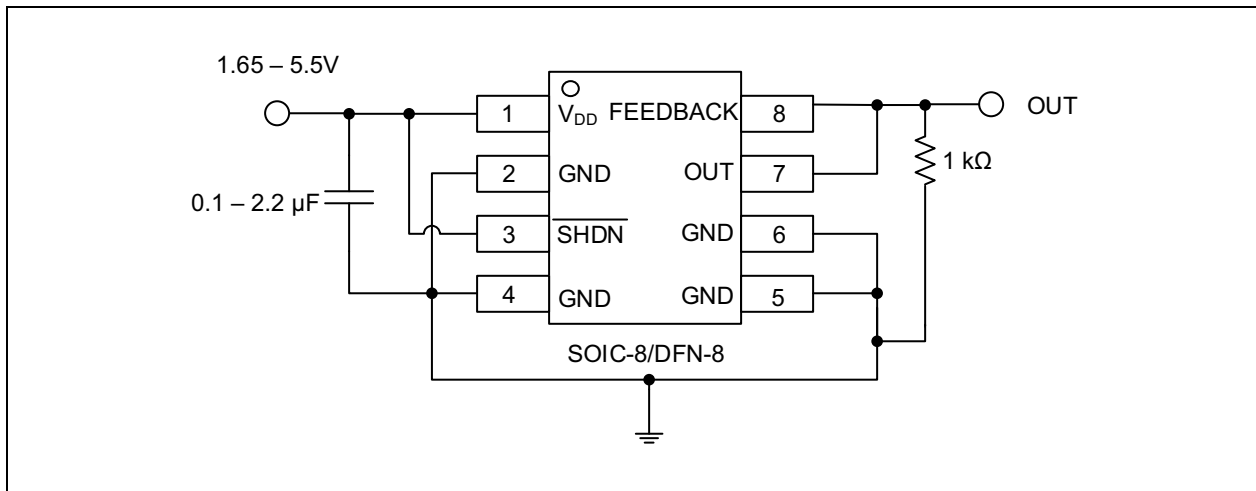 1.65 – 5.5V
0.1 – 2.2 µF
1
VDD
FEEDBACK
8
OUT
2
GND
OUT
7
1 kΩ
3
SHDN
GND
6
4
GND
GND
5
SOIC-8/DFN-8